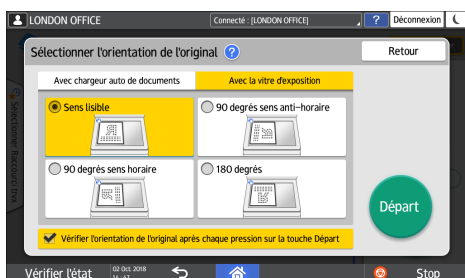 LONDON OFFICE
Connecté : [LONDON OFFICE]
?
Déconnexion
Sélectionner l'orientation de l'original ?
Retour
Avec chargeur auto de documents
Avec la vitre d'exposition
Sens lisible
90 degrés sens anti-horaire
90 degrés sens horaire
180 degrés
Départ
Vérifier l'orientation de l'original après chaque pression sur la touche Départ
Vérifier l'état
02 Oct. 2018
Stop